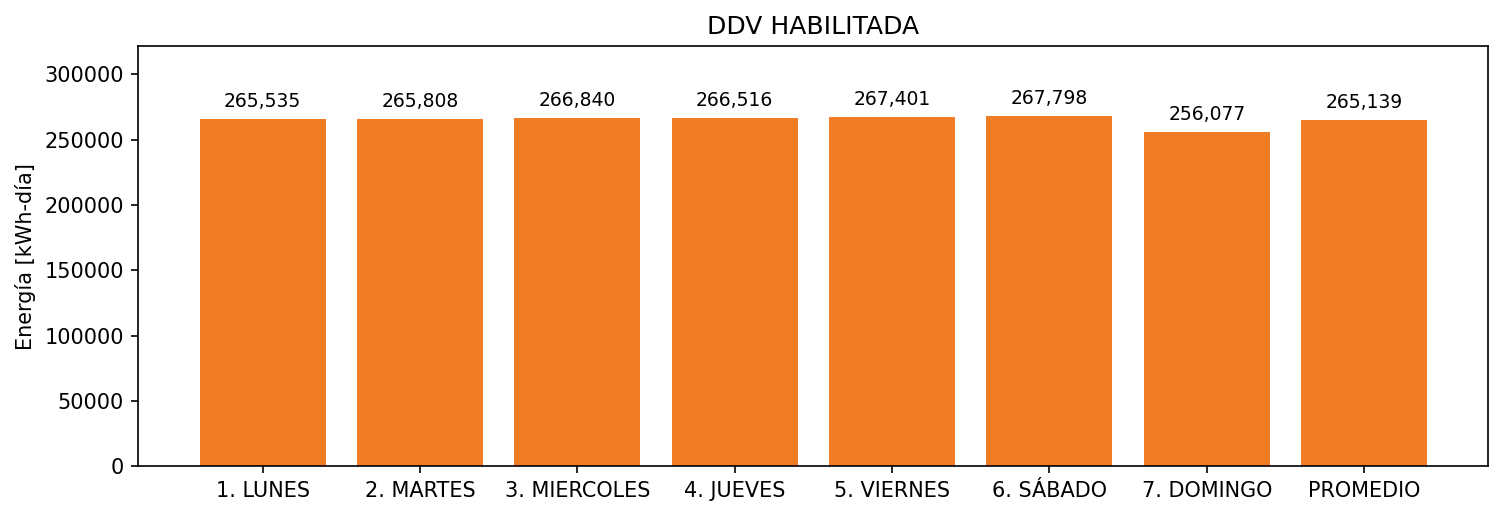 DDV HABILITADA
300000
250000
200000
150000
100000
50000
0
Energía [kWh-día]
265,535
265,808
266,840
266,516
267,401
267,798
256,077
265,139
1. LUNES
2. MARTES
3. MIERCOLES
4. JUEVES
5. VIERNES
6. SÁBADO
7. DOMINGO
PROMEDIO